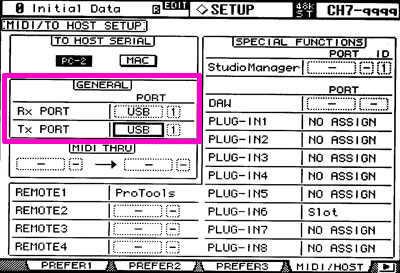 0 Initial Data EDIT ◇SETUP 48k ST CH7-qqqq
MIDI/TO HOST SETUP
TO HOST SERIAL
PC-2 MAC
GENERAL
PORT
Rx PORT USB 1
Tx PORT USB 1
MIDI THRU
- - → - -
REMOTE1 ProTools
REMOTE2 - -
REMOTE3 - -
REMOTE4 - -
SPECIAL FUNCTIONS
PORT ID
StudioManager - - 1
PORT
DAW - -
PLUG-IN1 NO ASSIGN
PLUG-IN2 NO ASSIGN
PLUG-IN3 NO ASSIGN
PLUG-IN4 NO ASSIGN
PLUG-IN5 NO ASSIGN
PLUG-IN6 Slot
PLUG-IN7 NO ASSIGN
PLUG-IN8 NO ASSIGN
PREFER1 PREFER2 PREFER3 MIDI/HOST